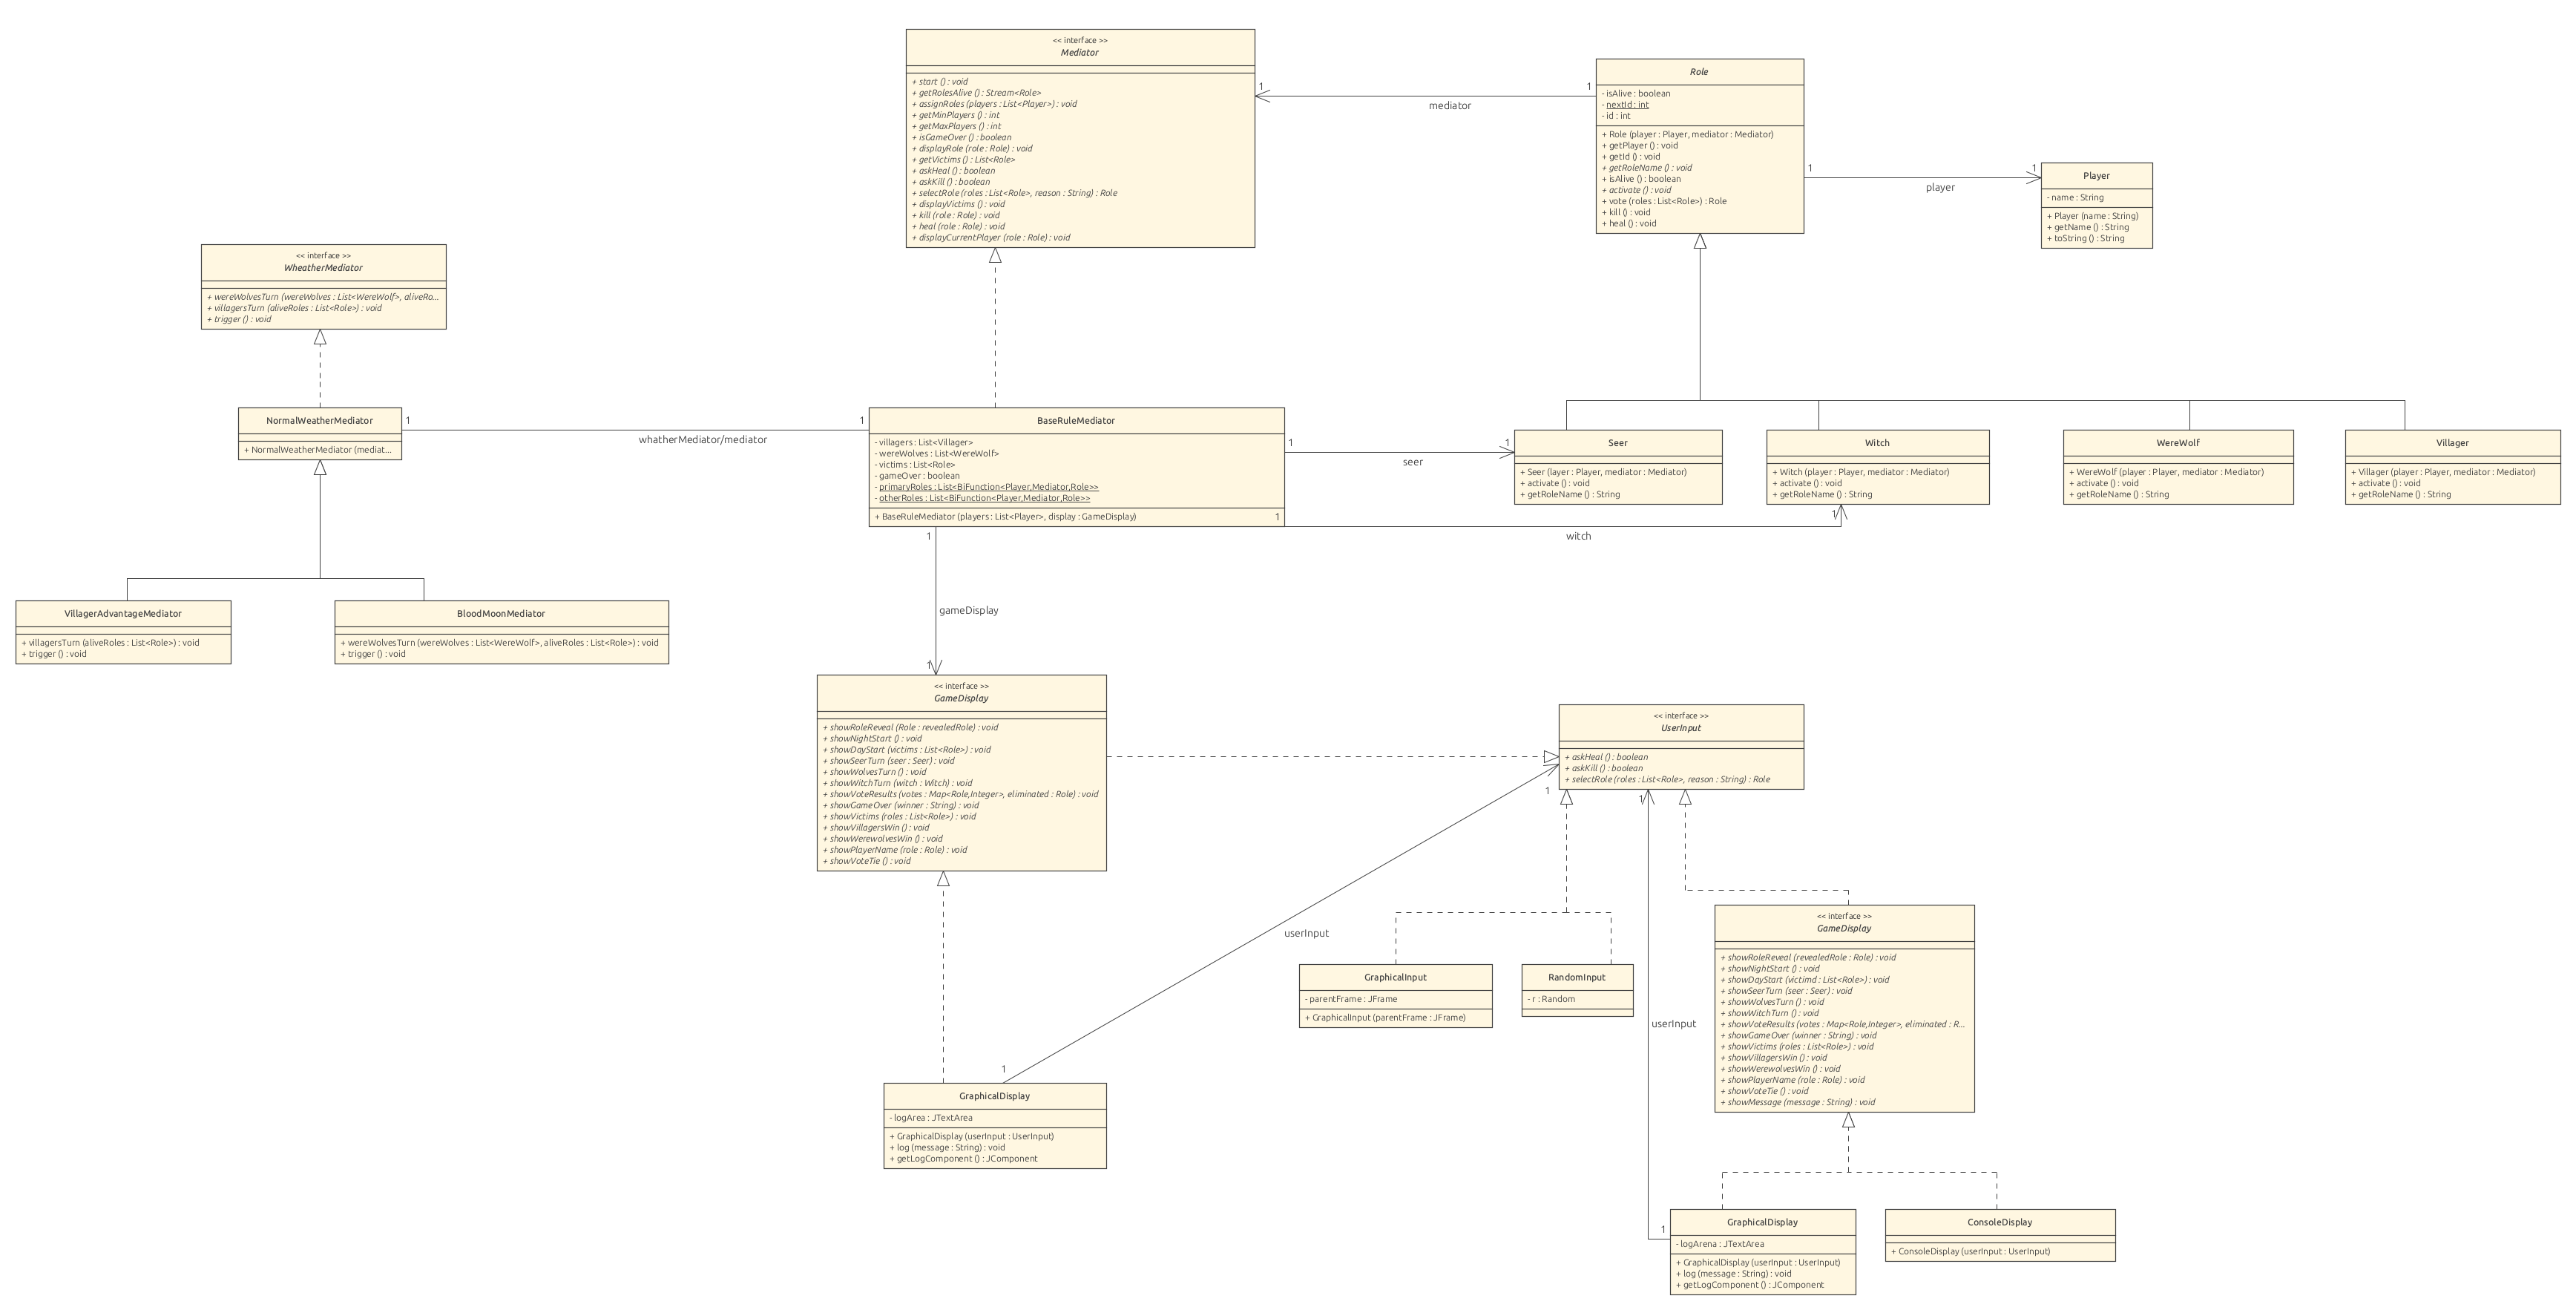 << interface >>
Mediator
+ start () : void
+ getRolesAlive () : Stream<Role>
+ assignRoles (players : List<Player>) : void
+ getMinPlayers () : int
+ getMaxPlayers () : int
+ isGameOver () : boolean
+ displayRole (role : Role) : void
+ getVictims () : List<Role>
+ askHeal () : boolean
+ askKill () : boolean
+ selectRole (roles : List<Role>, reason : String) : Role
+ displayVictims () : void
+ kill (role : Role) : void
+ heal (role : Role) : void
+ displayCurrentPlayer (role : Role) : void
1
1
mediator
Role
- isAlive : boolean
- nextId : int
- id : int
+ Role (player : Player, mediator : Mediator)
+ getPlayer () : void
+ getId () : void
+ getRoleName () : void
+ isAlive () : boolean
+ activate () : void
+ vote (roles : List<Role>) : Role
+ kill () : void
+ heal () : void
1
1
player
Player
- name : String
+ Player (name : String)
+ getName () : String
+ toString () : String
<< interface >>
WheatherMediator
+ wereWolvesTurn (wereWolves : List<WereWolf>, aliveRo...
+ villagersTurn (aliveRoles : List<Role>) : void
+ trigger () : void
NormalWeatherMediator
+ NormalWeatherMediator (mediat...
1
1
whatherMediator/mediator
BaseRuleMediator
- villagers : List<Villager>
- wereWolves : List<WereWolf>
- victims : List<Role>
- gameOver : boolean
- primaryRoles : List<BiFunction<Player,Mediator,Role>>
- otherRoles : List<BiFunction<Player,Mediator,Role>>
+ BaseRuleMediator (players : List<Player>, display : GameDisplay)
1
1
1
seer
Seer
+ Seer (layer : Player, mediator : Mediator)
+ activate () : void
+ getRoleName () : String
Witch
+ Witch (player : Player, mediator : Mediator)
+ activate () : void
+ getRoleName () : String
1
witch
WereWolf
+ WereWolf (player : Player, mediator : Mediator)
+ activate () : void
+ getRoleName () : String
Villager
+ Villager (player : Player, mediator : Mediator)
+ activate () : void
+ getRoleName () : String
VillagerAdvantageMediator
+ villagersTurn (aliveRoles : List<Role>) : void
+ trigger () : void
BloodMoonMediator
+ wereWolvesTurn (wereWolves : List<WereWolf>, aliveRoles : List<Role>) : void
+ trigger () : void
1
gameDisplay
1
<< interface >>
GameDisplay
+ showRoleReveal (Role : revealedRole) : void
+ showNightStart () : void
+ showDayStart (victims : List<Role>) : void
+ showSeerTurn (seer : Seer) : void
+ showWolvesTurn () : void
+ showWitchTurn (witch : Witch) : void
+ showVoteResults (votes : Map<Role,Integer>, eliminated : Role) : void
+ showGameOver (winner : String) : void
+ showVictims (roles : List<Role>) : void
+ showVillagersWin () : void
+ showWerewolvesWin () : void
+ showPlayerName (role : Role) : void
+ showVoteTie () : void
<< interface >>
UserInput
+ askHeal () : boolean
+ askKill () : boolean
+ selectRole (roles : List<Role>, reason : String) : Role
1
1
userInput
GraphicalInput
- parentFrame : JFrame
+ GraphicalInput (parentFrame : JFrame)
RandomInput
- r : Random
userInput
<< interface >>
GameDisplay
+ showRoleReveal (revealedRole : Role) : void
+ showNightStart () : void
+ showDayStart (victimd : List<Role>) : void
+ showSeerTurn (seer : Seer) : void
+ showWolvesTurn () : void
+ showWitchTurn () : void
+ showVoteResults (votes : Map<Role,Integer>, eliminated : R...
+ showGameOver (winner : String) : void
+ showVictims (roles : List<Role>) : void
+ showVillagersWin () : void
+ showWerewolvesWin () : void
+ showPlayerName (role : Role) : void
+ showVoteTie () : void
+ showMessage (message : String) : void
1
GraphicalDisplay
- logArea : JTextArea
+ GraphicalDisplay (userInput : UserInput)
+ log (message : String) : void
+ getLogComponent () : JComponent
1
GraphicalDisplay
- logArena : JTextArea
+ GraphicalDisplay (userInput : UserInput)
+ log (message : String) : void
+ getLogComponent () : JComponent
ConsoleDisplay
+ ConsoleDisplay (userInput : UserInput)